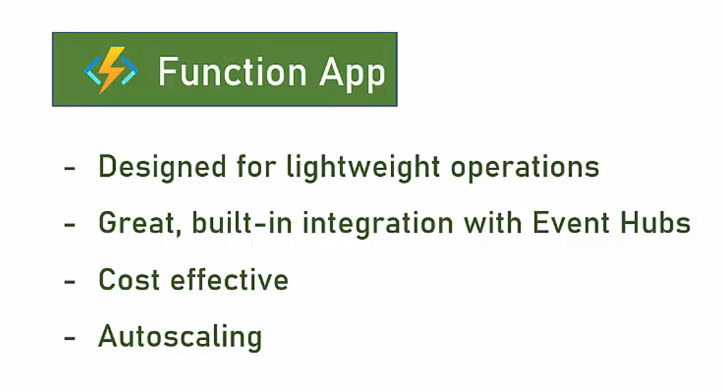 Function App
- Designed for lightweight operations
- Great, built-in integration with Event Hubs
- Cost effective
- Autoscaling